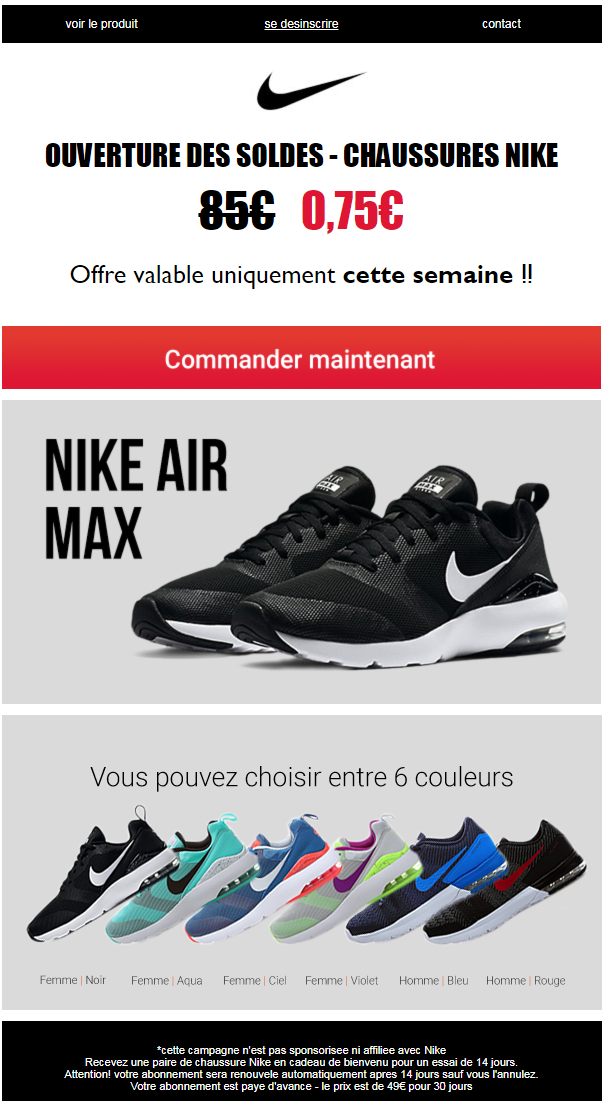 voir le produit se desinscrire contact
OUVERTURE DES SOLDES - CHAUSSURES NIKE
85€ 0,75€
Offre valable uniquement cette semaine !!
Commander maintenant
NIKE AIR
MAX
AIR
MAX
AIR
MAX
Vous pouvez choisir entre 6 couleurs
Femme | Noir Femme | Aqua Femme | Ciel Femme | Violet Homme | Bleu Homme | Rouge
*cette campagne n'est pas sponsorisee ni affiliee avec Nike
Recevez une paire de chaussure Nike en cadeau de bienvenu pour un essai de 14 jours.
Attention! votre abonnement sera renouvele automatiquement apres 14 jours sauf vous l'annulez.
Votre abonnement est paye d'avance - le prix est de 49€ pour 30 jours